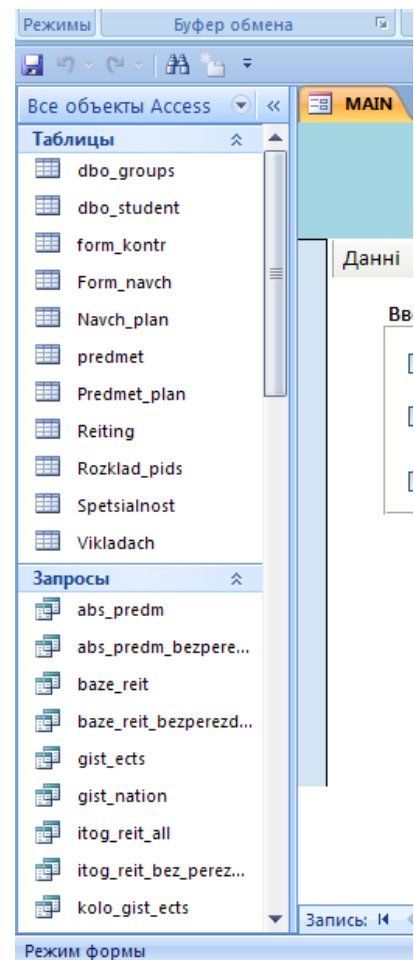 Режимы
Буфер обмена
Все объекты Access
MAIN
Таблицы
dbo_groups
dbo_student
form_kontr
Form_navch
Navch_plan
predmet
Predmet_plan
Reiting
Rozklad_pids
Spetsialnost
Vikladach
Запросы
abs_predm
abs_predm_bezpere...
baze_reit
baze_reit_bezperezd...
gist_ects
gist_nation
itog_reit_all
itog_reit_bez_perez...
kolo_gist_ects
Данні
Запись:
Режим формы